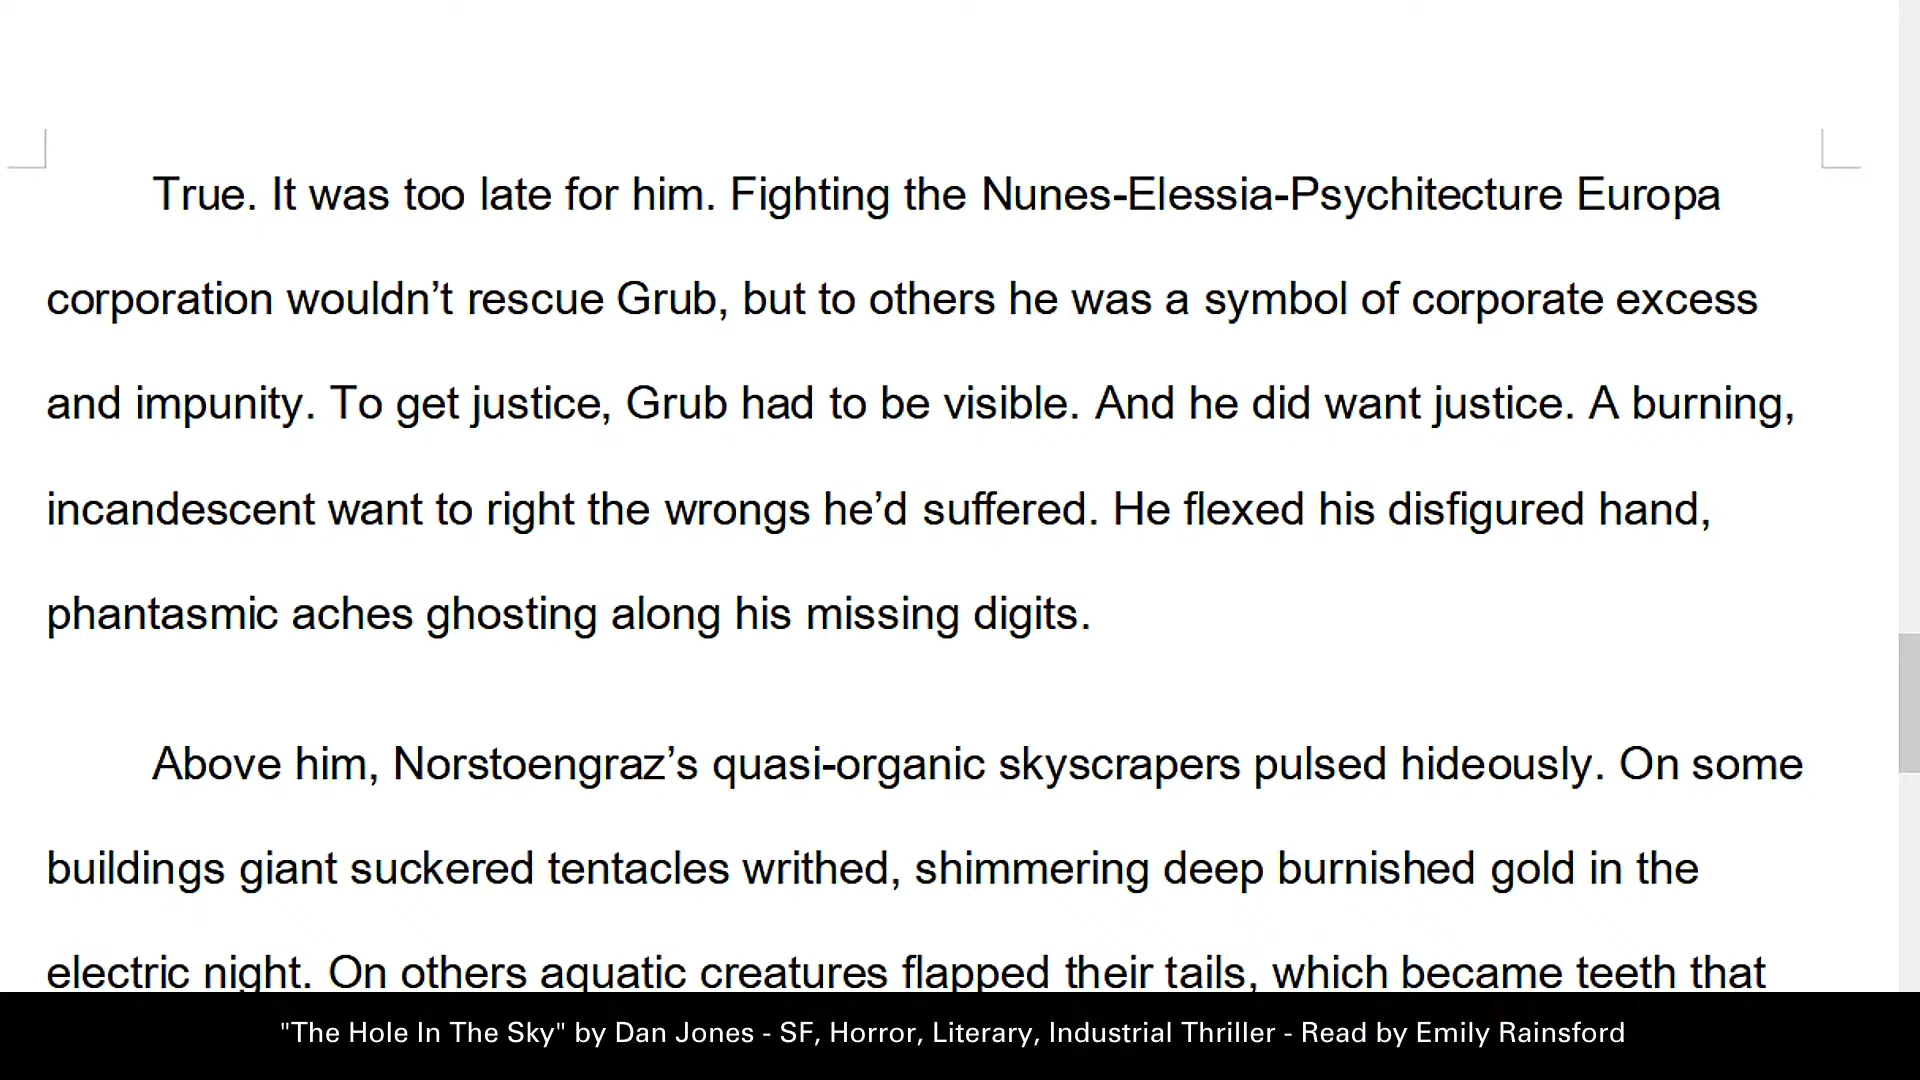 True. It was too late for him. Fighting the Nunes-Elessia-Psychitecture Europa
corporation wouldn’t rescue Grub, but to others he was a symbol of corporate excess
and impunity. To get justice, Grub had to be visible. And he did want justice. A burning,
incandescent want to right the wrongs he’d suffered. He flexed his disfigured hand,
phantasmic aches ghosting along his missing digits.
Above him, Norstoengraz’s quasi-organic skyscrapers pulsed hideously. On some
buildings giant suckered tentacles writhed, shimmering deep burnished gold in the
electric night. On others aquatic creatures flapped their tails, which became teeth that
"The Hole In The Sky" by Dan Jones - SF, Horror, Literary, Industrial Thriller - Read by Emily Rainsford